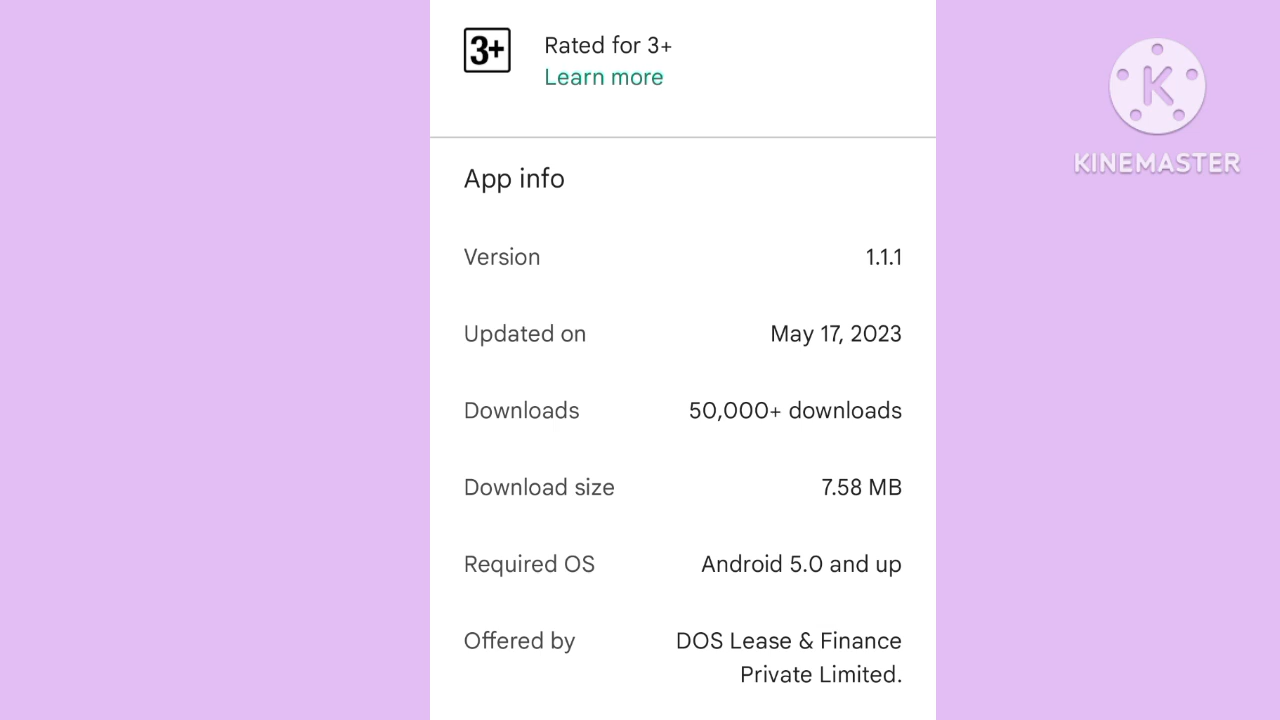 3+
Rated for 3+
Learn more
K
KINEMASTER
App info
Version 1.1.1
Updated on May 17, 2023
Downloads 50,000+ downloads
Download size 7.58 MB
Required OS Android 5.0 and up
Offered by DOS Lease & Finance
Private Limited.